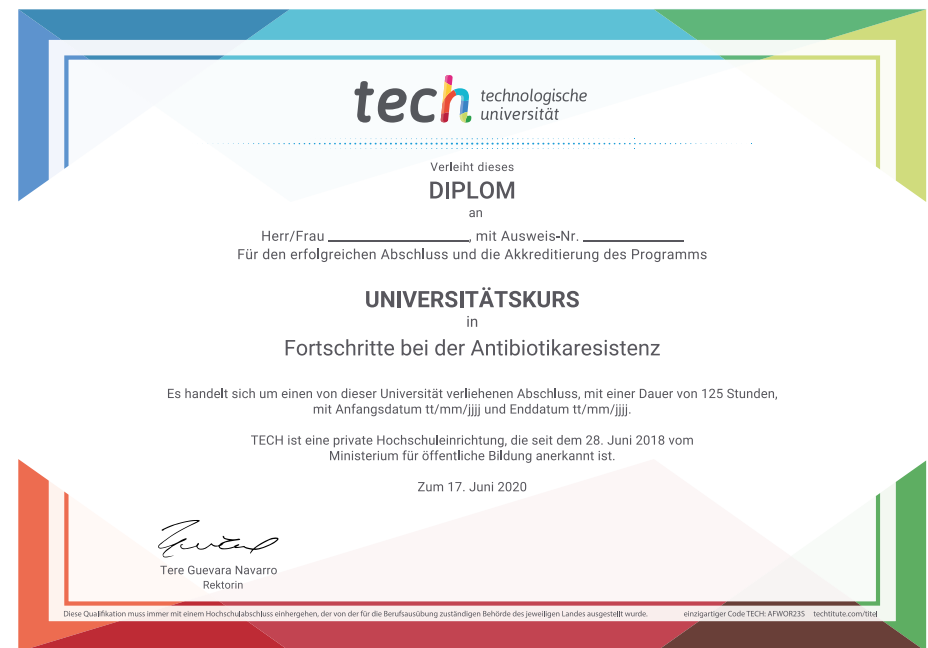 tech technologische
universität
Verleiht dieses
DIPLOM
an
Herr/Frau ____________, mit Ausweis-Nr. ____________
Für den erfolgreichen Abschluss und die Akkreditierung des Programms
UNIVERSITÄTSKURS
in
Fortschritte bei der Antibiotikaresistenz
Es handelt sich um einen von dieser Universität verliehenen Abschluss, mit einer Dauer von 125 Stunden,
mit Anfangsdatum tt/mm/jjjj und Enddatum tt/mm/jjjj.
TECH ist eine private Hochschuleinrichtung, die seit dem 28. Juni 2018 vom
Ministerium für öffentliche Bildung anerkannt ist.
Zum 17. Juni 2020
Tere Guevara Navarro
Rektorin
Diese Qualifikation muss immer mit einem Hochschulabschluss einhergehen, der von der für die Berufsausübung zuständigen Behörde des jeweiligen Landes ausgestellt wurde. einzigartiger Code TECH: AFWOR23S techtitute.com/titel